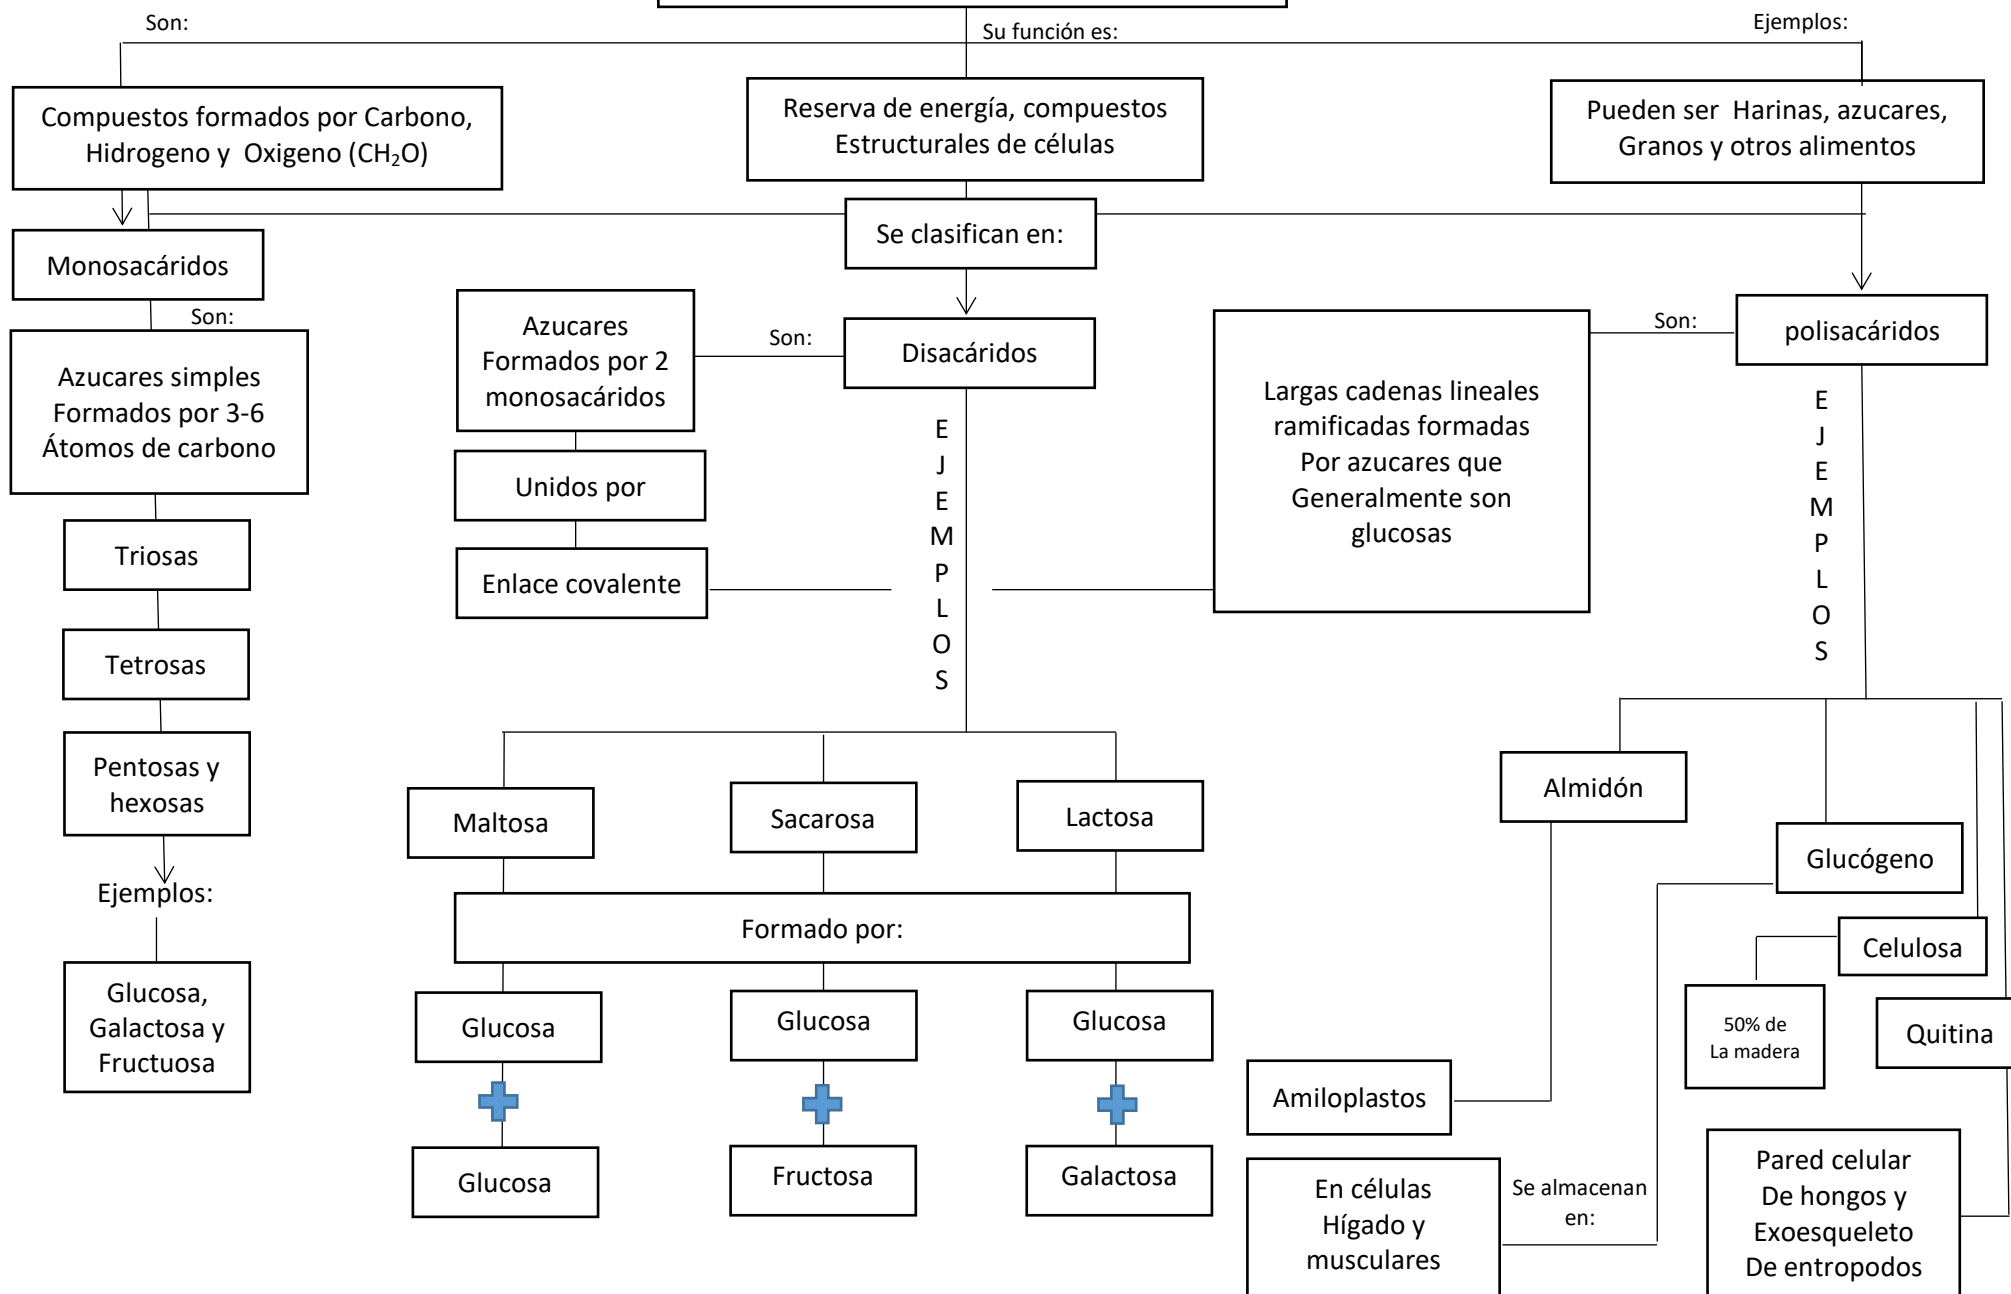 Son:
Su función es:
Ejemplos:
Compuestos formados por Carbono,
Hidrogeno y Oxigeno (CH₂O)
Reserva de energía, compuestos
Estructurales de células
Pueden ser Harinas, azucares,
Granos y otros alimentos
Se clasifican en:
Monosacáridos
Son:
Azucares simples
Formados por 3-6
Átomos de carbono
Triosas
Tetrosas
Pentosas y
hexosas
Ejemplos:
Glucosa,
Galactosa y
Fructuosa
Disacáridos
Son:
Azucares
Formados por 2
monosacáridos
Unidos por
Enlace covalente
E
J
E
M
P
L
O
S
Maltosa
Sacarosa
Lactosa
Formado por:
Glucosa
Glucosa
Glucosa
Glucosa
Fructosa
Galactosa
polisacáridos
Son:
Largas cadenas lineales
ramificadas formadas
Por azucares que
Generalmente son
glucosas
E
J
E
M
P
L
O
S
Almidón
Glucógeno
Celulosa
Quitina
50% de
La madera
Amiloplastos
Se almacenan
en:
En células
Hígado y
musculares
Pared celular
De hongos y
Exoesqueleto
De entropodos